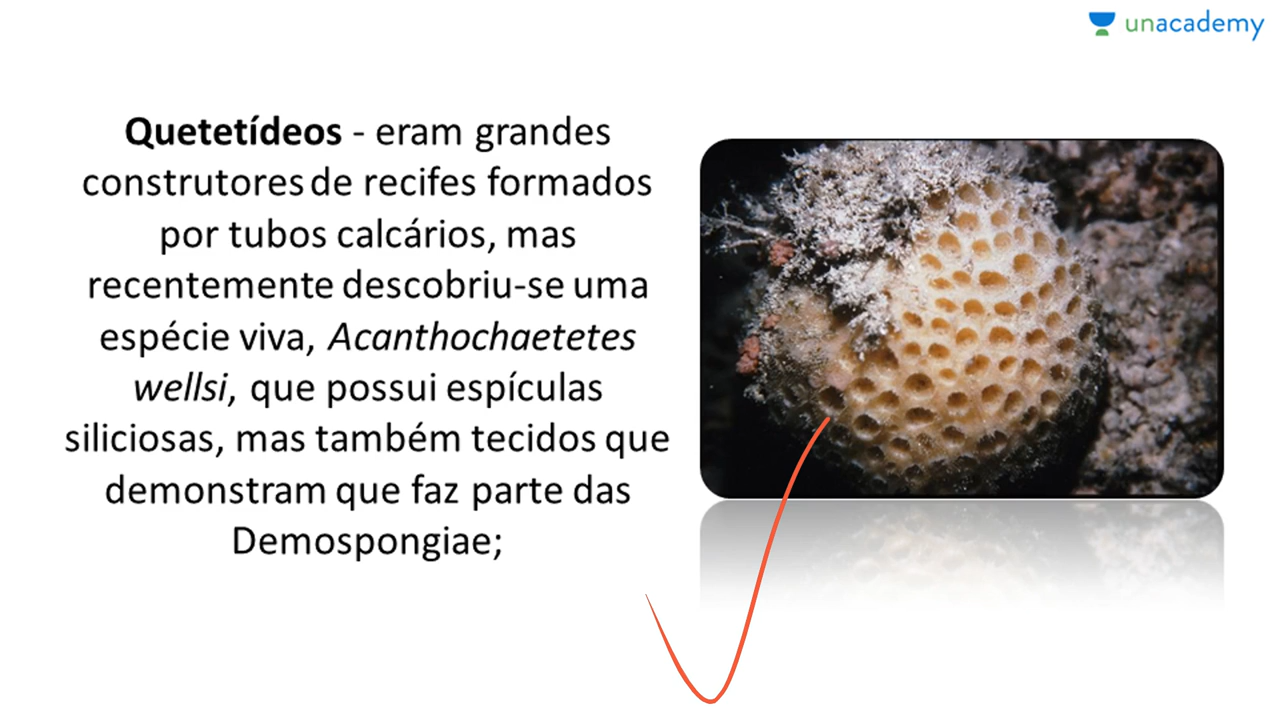 unacademy
Quetetídeos - eram grandes
construtores de recifes formados
por tubos calcários, mas
recentemente descobriu-se uma
espécie viva, Acanthochaetetes
wellsi, que possui espículas
siliciosas, mas também tecidos que
demonstram que faz parte das
Demospongiae;